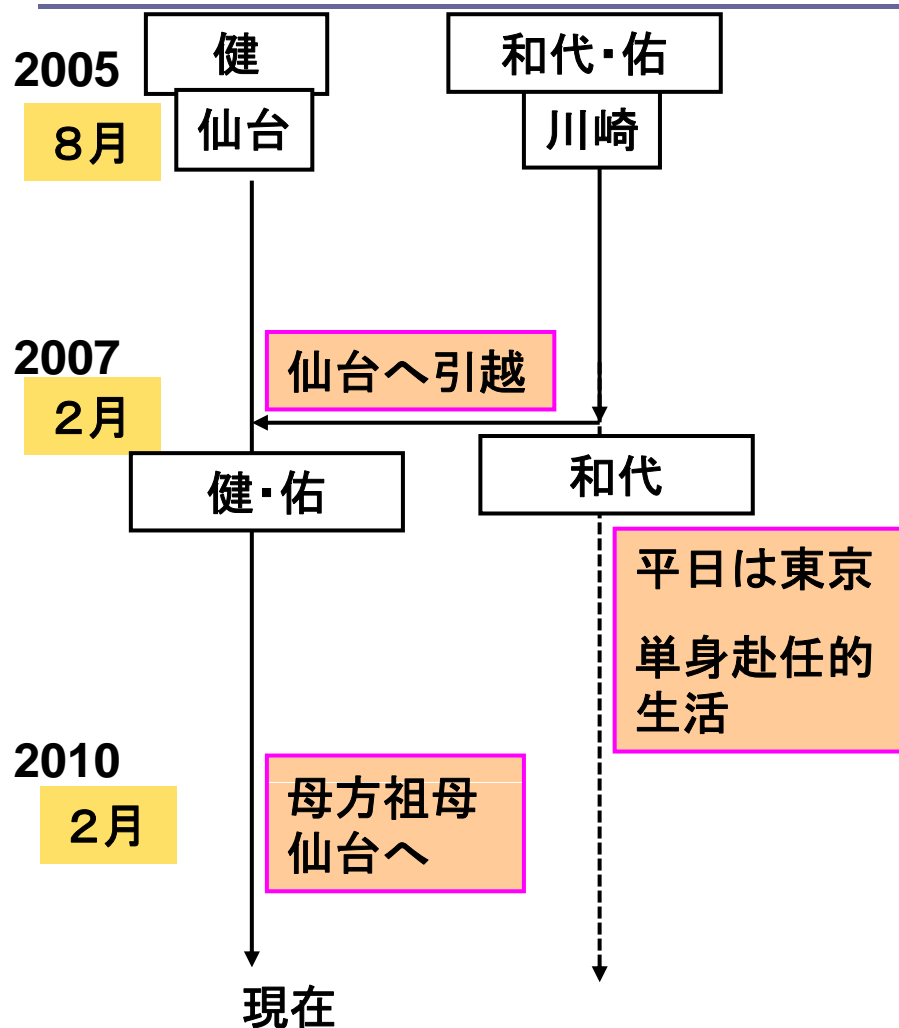 2005
健
和代・佑
８月
仙台
川崎
2007
２月
仙台へ引越
健・佑
和代
平日は東京
単身赴任的
生活
2010
２月
母方祖母
仙台へ
現在